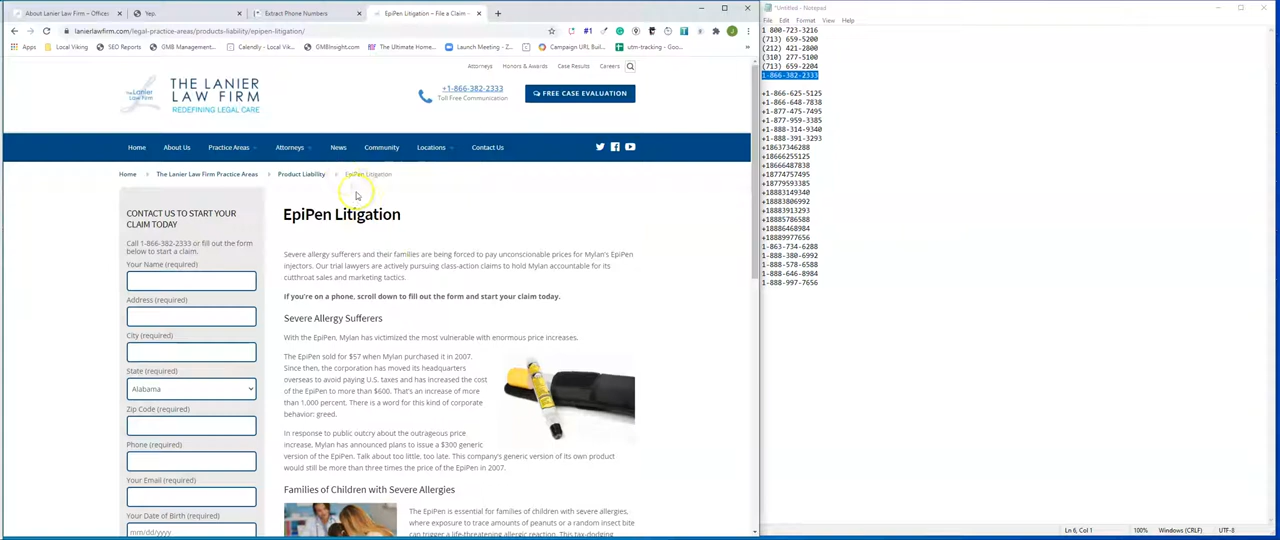 About Lanier Law Firm | Offices
Yep.
Extract Phone Numbers
EpiPen Litigation – File a Claim -
lanierlawfirm.com/legal-practice-areas/products-liability/epipen-litigation/
Apps
Local Viking
SEO Reports
GMB Management...
Calendly - Local Vik...
GMBInsight.com
The Ultimate Home...
Launch Meeting - Z...
Campaign URL Buil...
utm-tracking - Goo...
Attorneys
Honors & Awards
Case Results
Careers
The Lanier
Law Firm
THE LANIER
LAW FIRM
REDEFINING LEGAL CARE
+1-866-382-2333
Toll Free Communication
FREE CASE EVALUATION
Home
About Us
Practice Areas
Attorneys
News
Community
Locations
Contact Us
Home
The Lanier Law Firm Practice Areas
Product Liability
EpiPen Litigation
CONTACT US TO START YOUR
CLAIM TODAY
Call 1-866-382-2333 or fill out the form
below to start a claim.
Your Name (required)
Address (required)
City (required)
State (required)
Alabama
Zip Code (required)
Phone (required)
Your Email (required)
Your Date of Birth (required)
mm/dd/yyyy
EpiPen Litigation
Severe allergy sufferers and their families are being forced to pay unconscionable prices for Mylan's EpiPen
injectors. Our trial lawyers are actively pursuing class-action claims to hold Mylan accountable for its
cutthroat sales and marketing tactics.
If you're on a phone, scroll down to fill out the form and start your claim today.
Severe Allergy Sufferers
With the EpiPen, Mylan has victimized the most vulnerable with enormous price increases.
The EpiPen sold for $57 when Mylan purchased it in 2007.
Since then, the corporation has moved its headquarters
overseas to avoid paying U.S. taxes and has increased the cost
of the EpiPen to more than $600. That's an increase of more
than 1,000 percent. There is a word for this kind of corporate
behavior: greed.
In response to public outcry about the outrageous price
increase, Mylan has announced plans to issue a $300 generic
version of the EpiPen. Talk about too little, too late. This company's generic version of its own product
would still be more than three times the price of the EpiPen in 2007.
Families of Children with Severe Allergies
The EpiPen is essential for families of children with severe allergies,
where exposure to trace amounts of peanuts or a random insect bite
can trigger a life-threatening allergic reaction. This tax-dodging
*Untitled - Notepad
File Edit Format View Help
1 800-723-3216
(713) 659-5200
(212) 421-2800
(310) 277-5100
(713) 659-2204
1-866-382-2333
+1-866-625-5125
+1-866-648-7838
+1-877-475-7495
+1-877-959-3385
+1-888-314-9340
+1-888-391-3293
+18637346288
+18666255125
+18666487838
+18774757495
+18779593385
+18883149340
+18883806992
+18883913293
+18885786588
+18886468984
+18889977656
1-863-734-6288
1-888-380-6992
1-888-578-6588
1-888-646-8984
1-888-997-7656
Ln 6, Col 1
100%
Windows (CRLF)
UTF-8